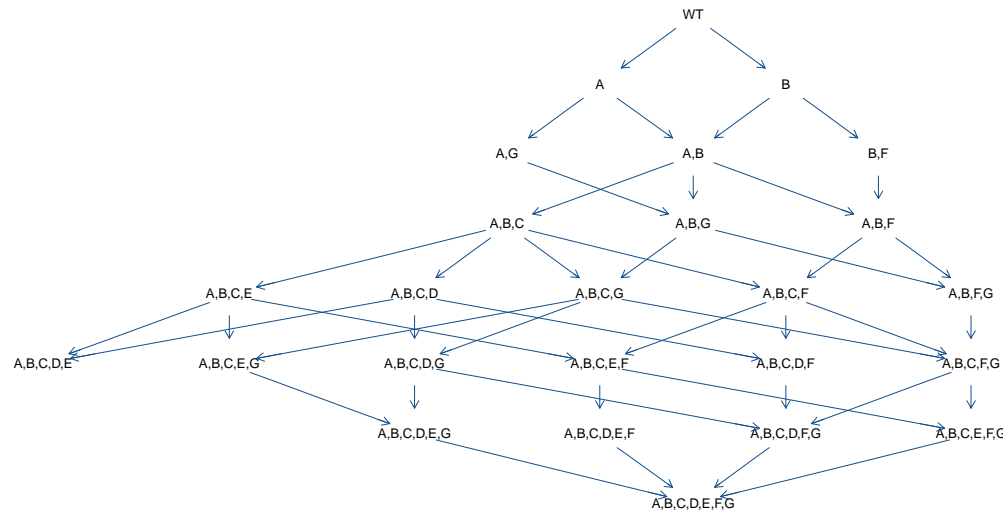 WT
A B
A,G A,B B,F
A,B,C A,B,G A,B,F
A,B,C,E A,B,C,D A,B,C,G A,B,C,F A,B,F,G
A,B,C,D,E A,B,C,E,G A,B,C,D,G A,B,C,E,F A,B,C,D,F A,B,C,F,G
A,B,C,D,E,G A,B,C,D,E,F A,B,C,D,F,G A,B,C,E,F,G
A,B,C,D,E,F,G